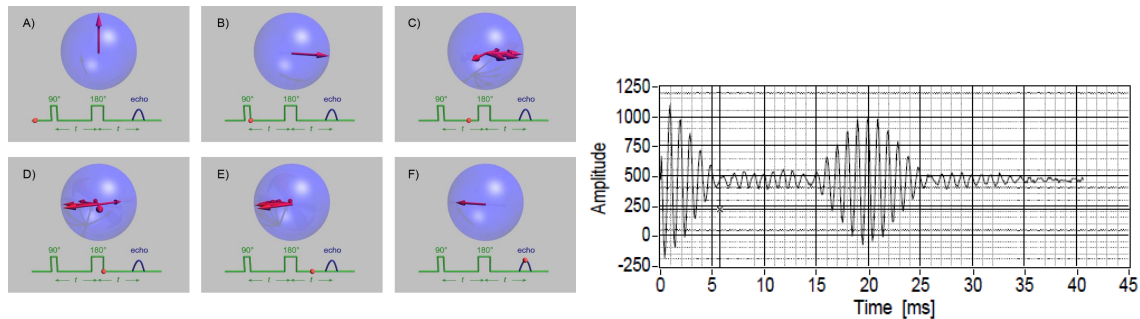 A)
90° 180° echo
t t
B)
90° 180° echo
t t
C)
90° 180° echo
t t
D)
90° 180° echo
t t
E)
90° 180° echo
t t
F)
90° 180° echo
t t
Amplitude
1250
1000
750
500
250
0
-250
0 5 10 15 20 25 30 35 40 45
Time [ms]